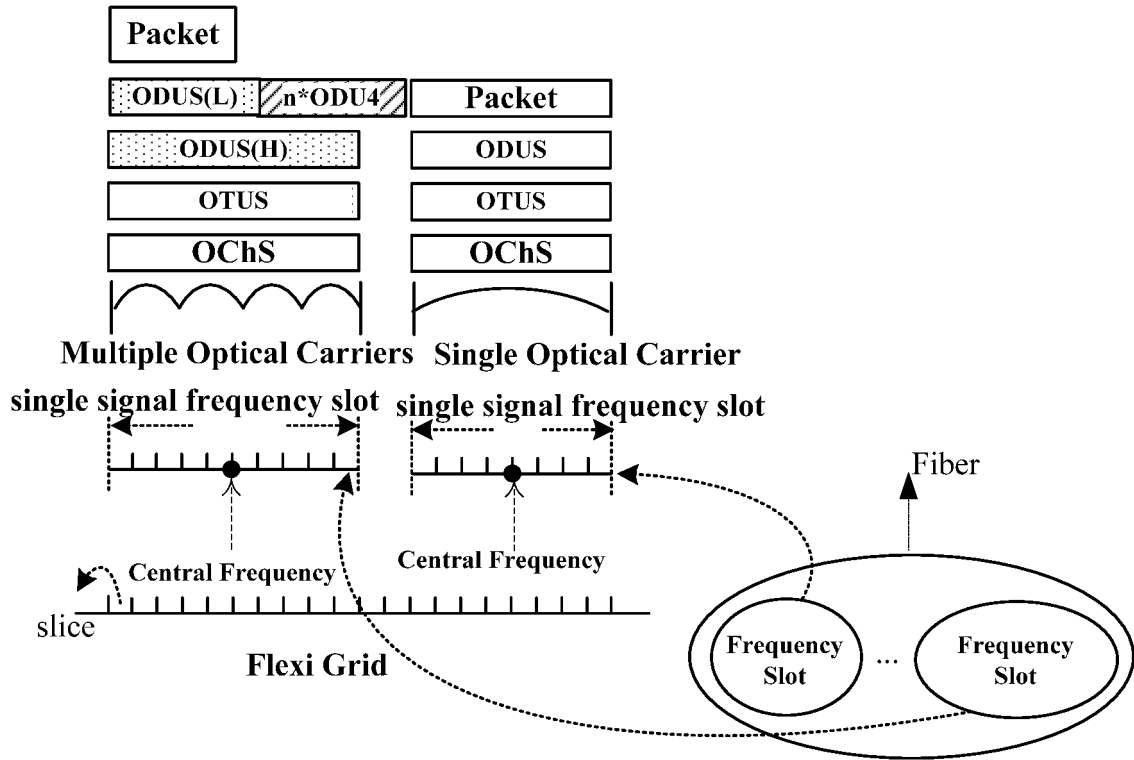 Packet
ODUS(L) n*ODU4 Packet
ODUS(H) ODUS
OTUS OTUS
OChS OChS
Multiple Optical Carriers Single Optical Carrier
single signal frequency slot single signal frequency slot
Fiber
Central Frequency Central Frequency
slice
Flexi Grid
Frequency Slot ... Frequency Slot